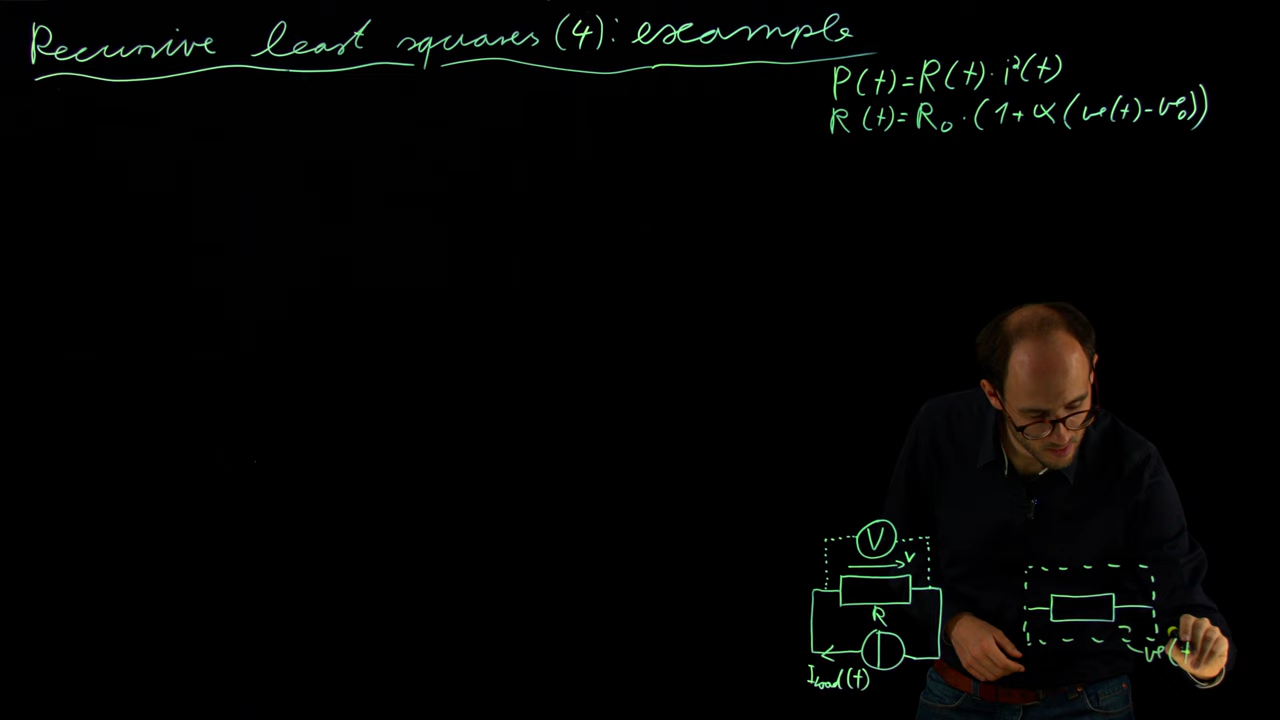 Recursive least squares (4): example
P(t)=R(t)·i²(t)
R(t)=R₀·(1+α(ϑ(t)-ϑ₀))
V
v
R
I_load(t)
ϑ(t